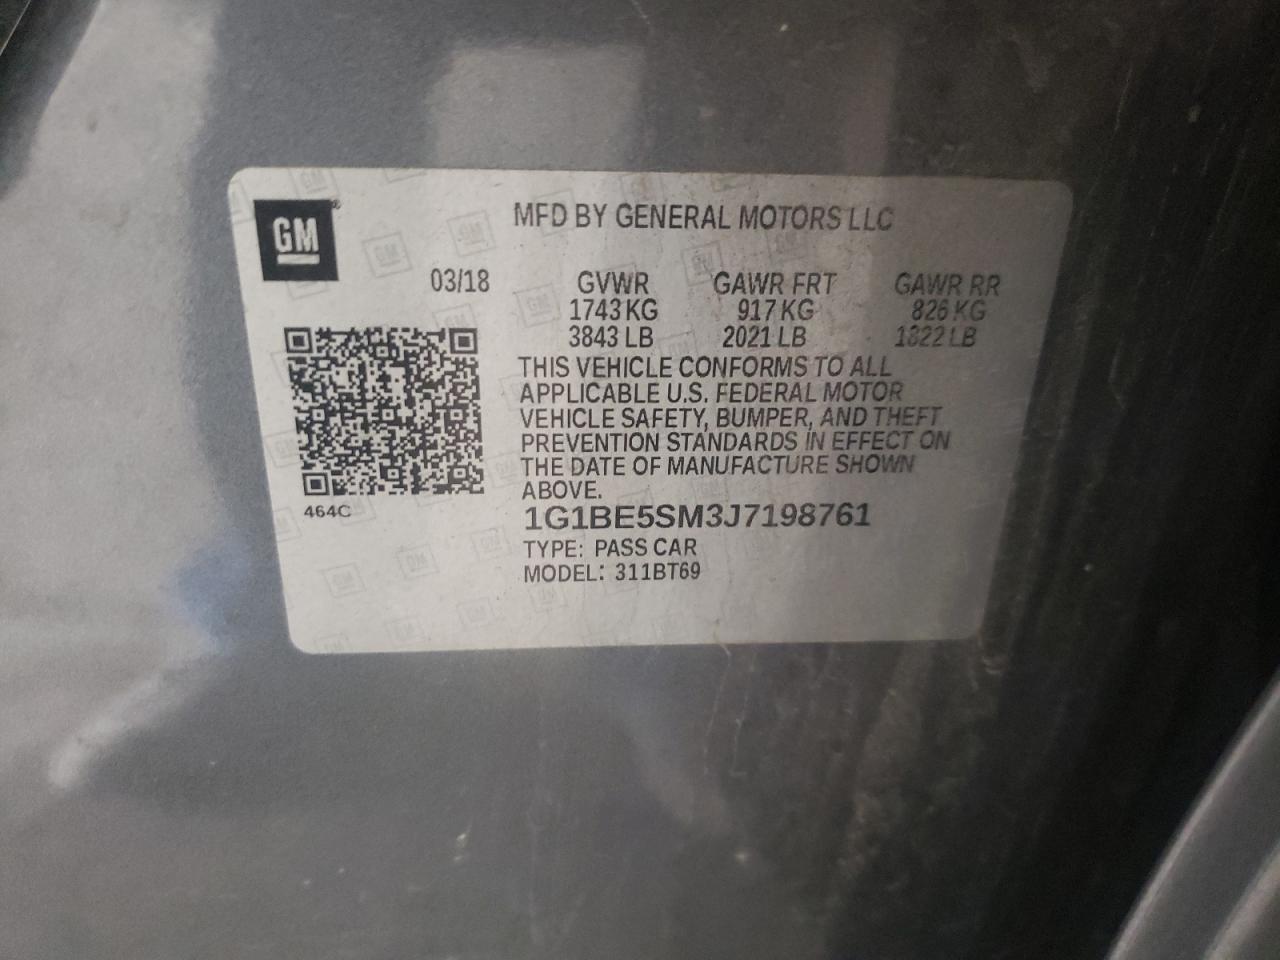 GM
MFD BY GENERAL MOTORS LLC
03/18 GVWR GAWR FRT GAWR RR
1743 KG 917 KG 826 KG
3843 LB 2021 LB 1822 LB
THIS VEHICLE CONFORMS TO ALL
APPLICABLE U.S. FEDERAL MOTOR
VEHICLE SAFETY, BUMPER, AND THEFT
PREVENTION STANDARDS IN EFFECT ON
THE DATE OF MANUFACTURE SHOWN
ABOVE.
464C
1G1BE5SM3J7198761
TYPE: PASS CAR
MODEL: 311BT69